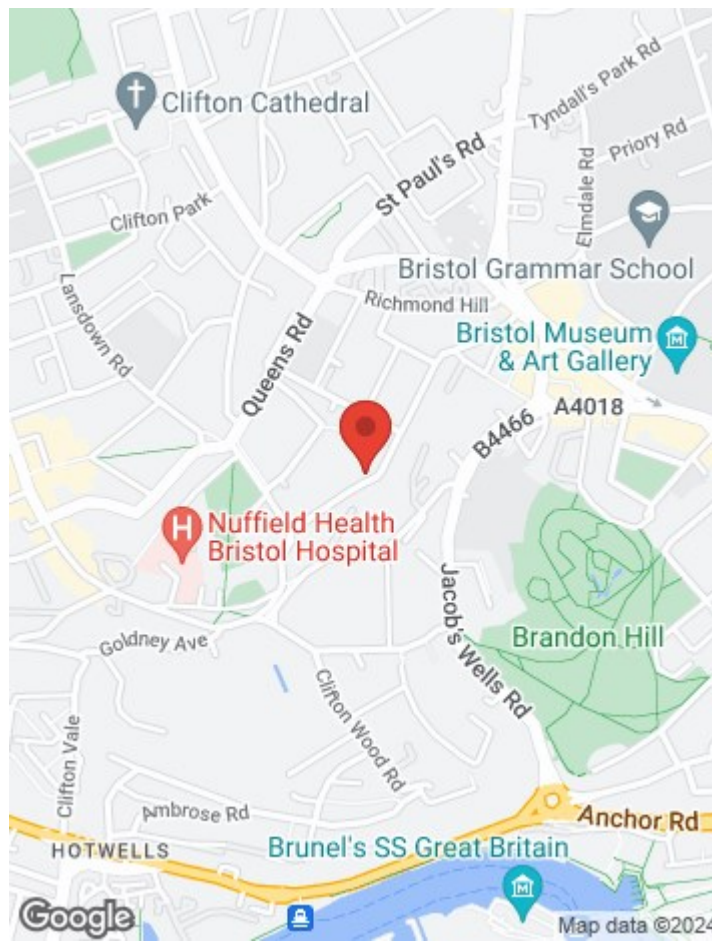 Clifton Cathedral
Tyndall's Park Rd
Priory Rd
St Paul's Rd
Elmdale Rd
Clifton Park
Bristol Grammar School
Lansdown Rd
Richmond Hill
Queens Rd
Bristol Museum
& Art Gallery
A4018
B4466
H
Nuffield Health
Bristol Hospital
Jacob's Wells Rd
Goldney Ave
Brandon Hill
Clifton Wood Rd
Clifton Vale
Ambrose Rd
Anchor Rd
HOTWELLS
Brunel's SS Great Britain
Google
Map data ©2024